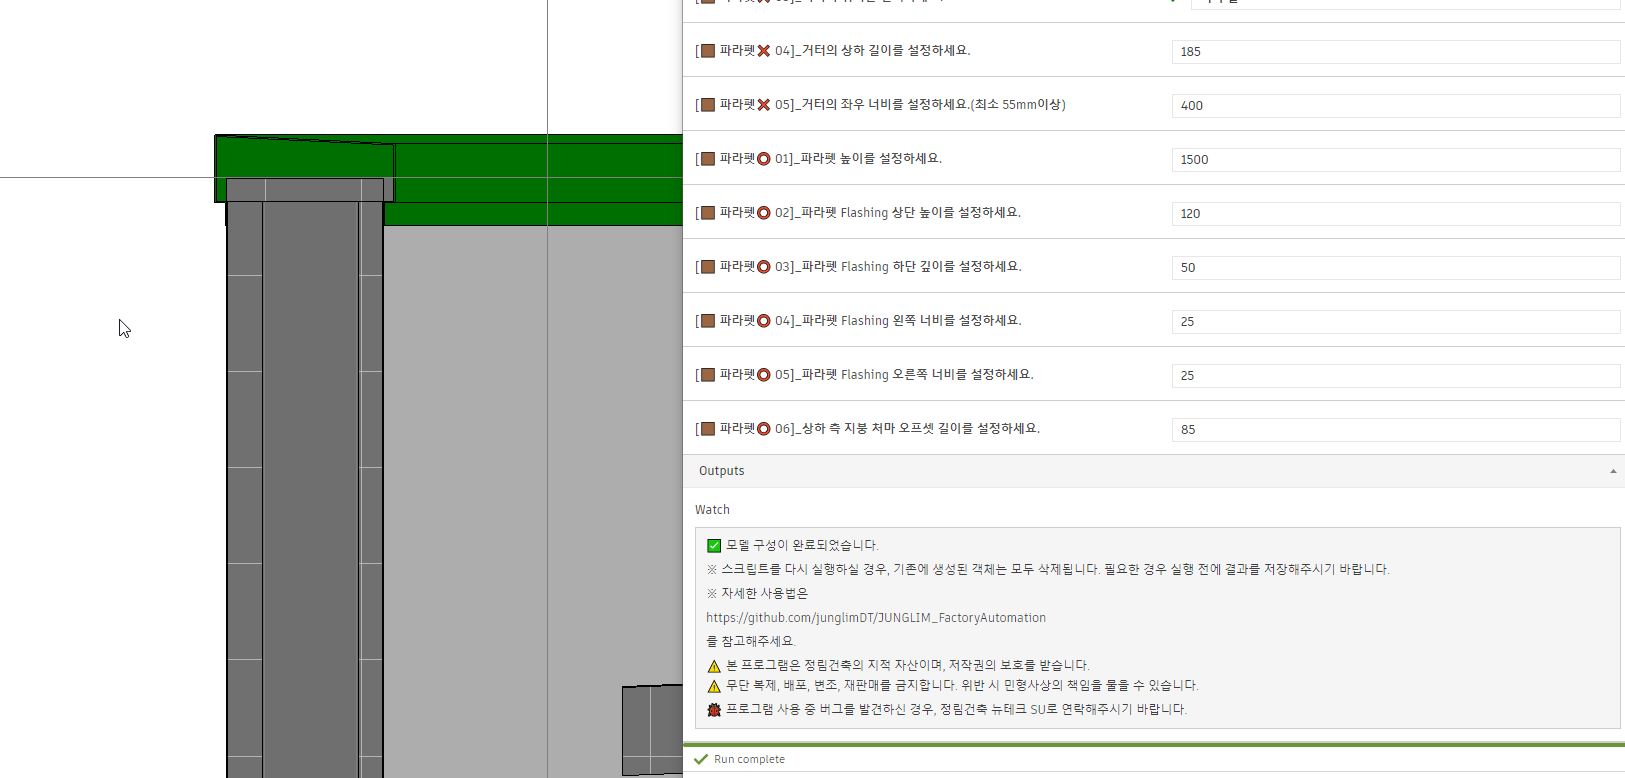 [🟫 파라펫❌ 04]_거터의 상하 길이를 설정하세요.
185
[🟫 파라펫❌ 05]_거터의 좌우 너비를 설정하세요.(최소 55mm이상)
400
[🟫 파라펫⭕ 01]_파라펫 높이를 설정하세요.
1500
[🟫 파라펫⭕ 02]_파라펫 Flashing 상단 높이를 설정하세요.
120
[🟫 파라펫⭕ 03]_파라펫 Flashing 하단 깊이를 설정하세요.
50
[🟫 파라펫⭕ 04]_파라펫 Flashing 왼쪽 너비를 설정하세요.
25
[🟫 파라펫⭕ 05]_파라펫 Flashing 오른쪽 너비를 설정하세요.
25
[🟫 파라펫⭕ 06]_상하 측 지붕 처마 오프셋 길이를 설정하세요.
85
Outputs
Watch
✅ 모델 구성이 완료되었습니다.
※ 스크립트를 다시 실행하실 경우, 기존에 생성된 객체는 모두 삭제됩니다. 필요한 경우 실행 전에 결과를 저장해주시기 바랍니다.
※ 자세한 사용법은
https://github.com/junglimDT/JUNGLIM_FactoryAutomation
를 참고해주세요.
⚠ 본 프로그램은 정림건축의 지적 자산이며, 저작권의 보호를 받습니다.
⚠ 무단 복제, 배포, 변조, 재판매를 금지합니다. 위반 시 민형사상의 책임을 물을 수 있습니다.
🐞 프로그램 사용 중 버그를 발견하신 경우, 정림건축 뉴테크 SU로 연락해주시기 바랍니다.
Run complete